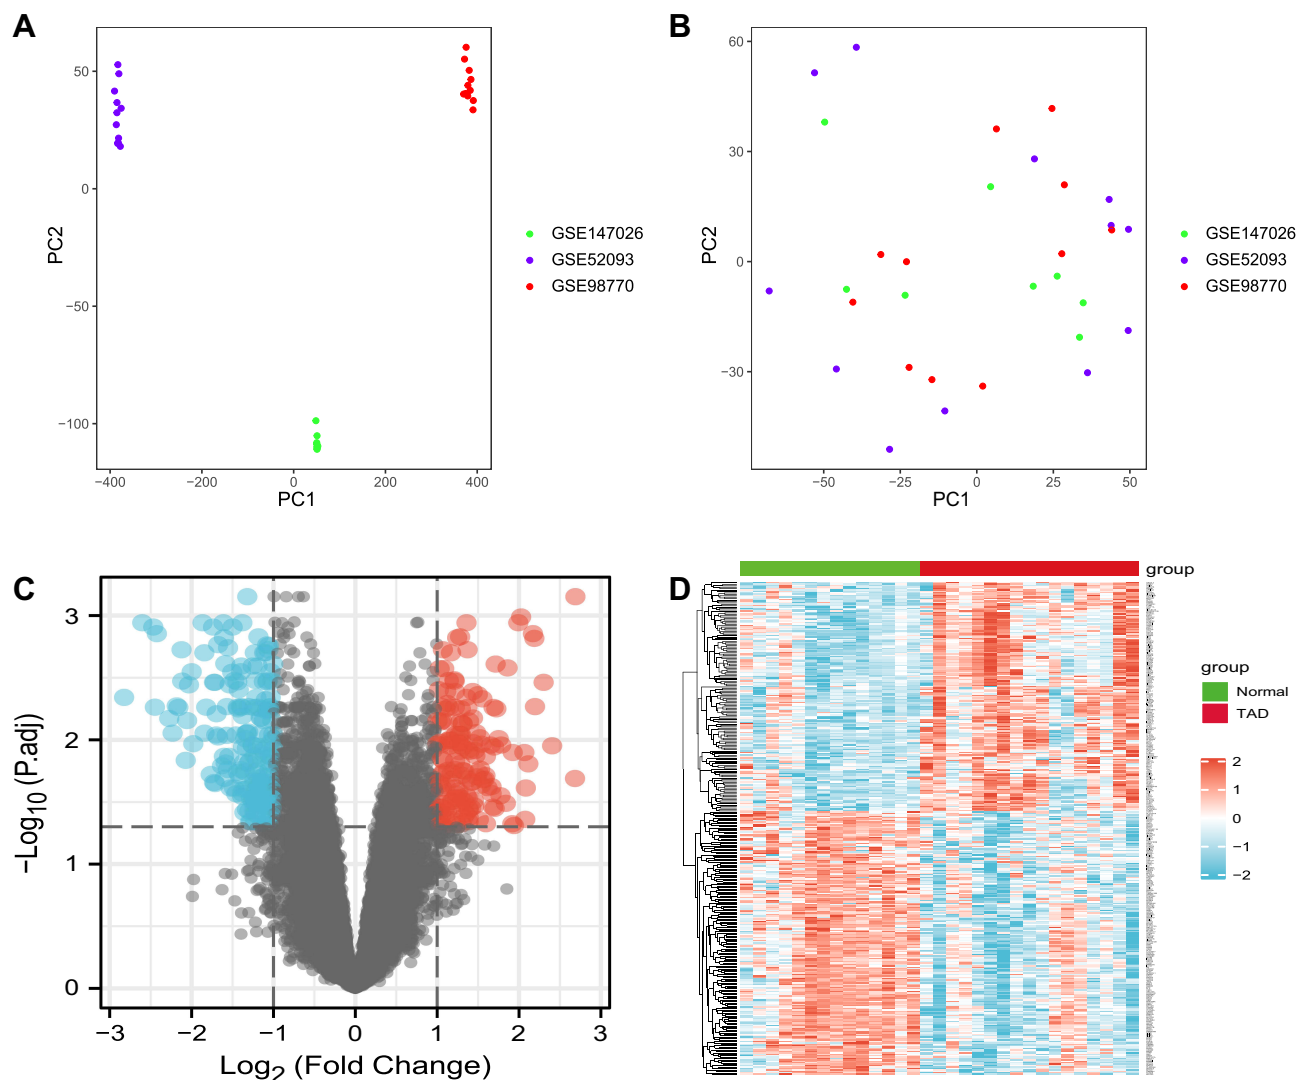 A
50
0
−50
−100
PC2
−400
−200
0
200
400
PC1
GSE147026
GSE52093
GSE98770
B
60
30
0
−30
PC2
−50
−25
0
25
50
PC1
GSE147026
GSE52093
GSE98770
C
3
2
1
0
−Log10 (P.adj)
−3
−2
−1
0
1
2
3
Log2 (Fold Change)
D
group
group
Normal
TAD
2
1
0
−1
−2